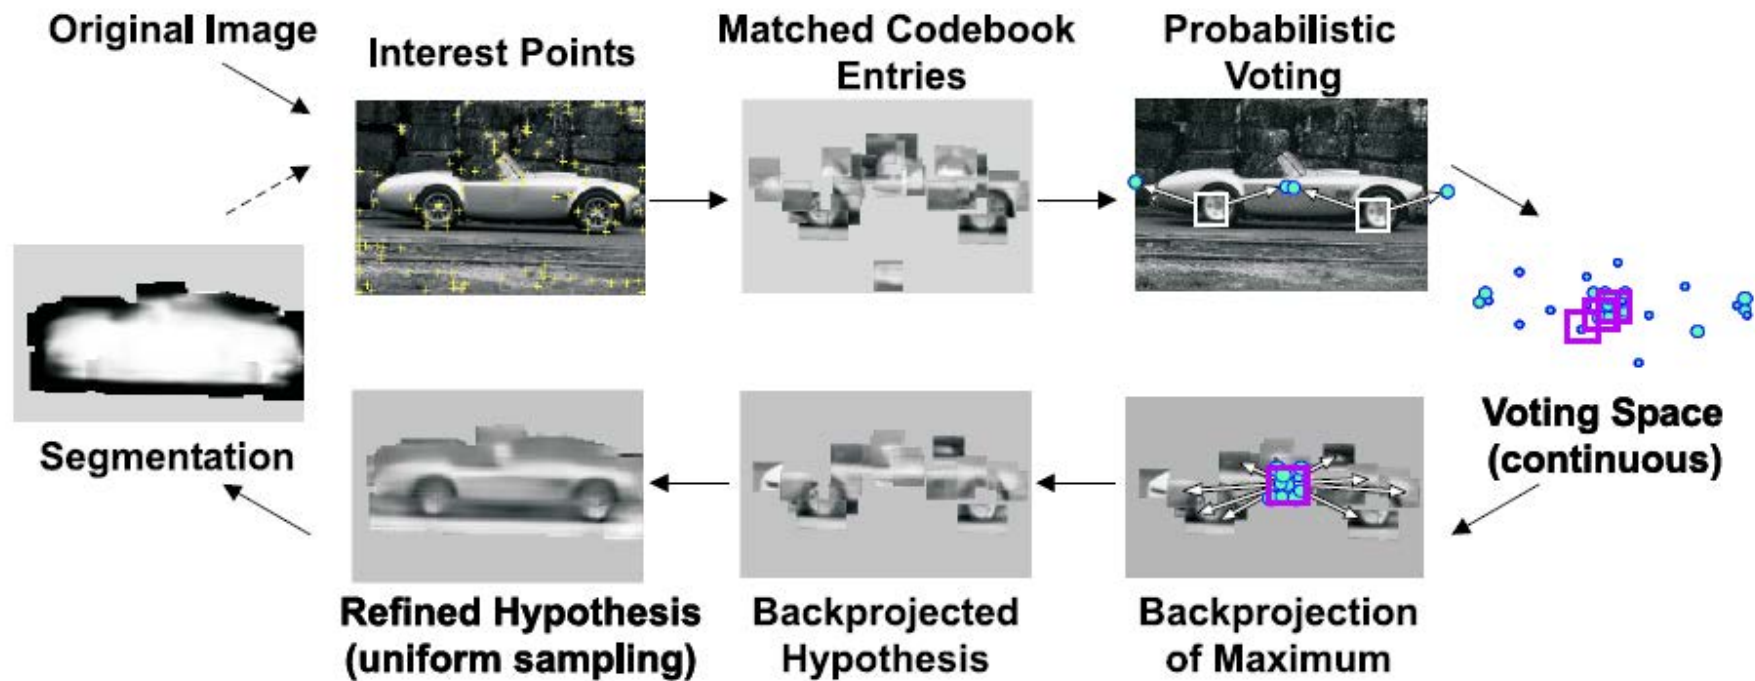 Original Image
Interest Points
Matched Codebook
Entries
Probabilistic
Voting
Voting Space
(continuous)
Segmentation
Refined Hypothesis
(uniform sampling)
Backprojected
Hypothesis
Backprojection
of Maximum